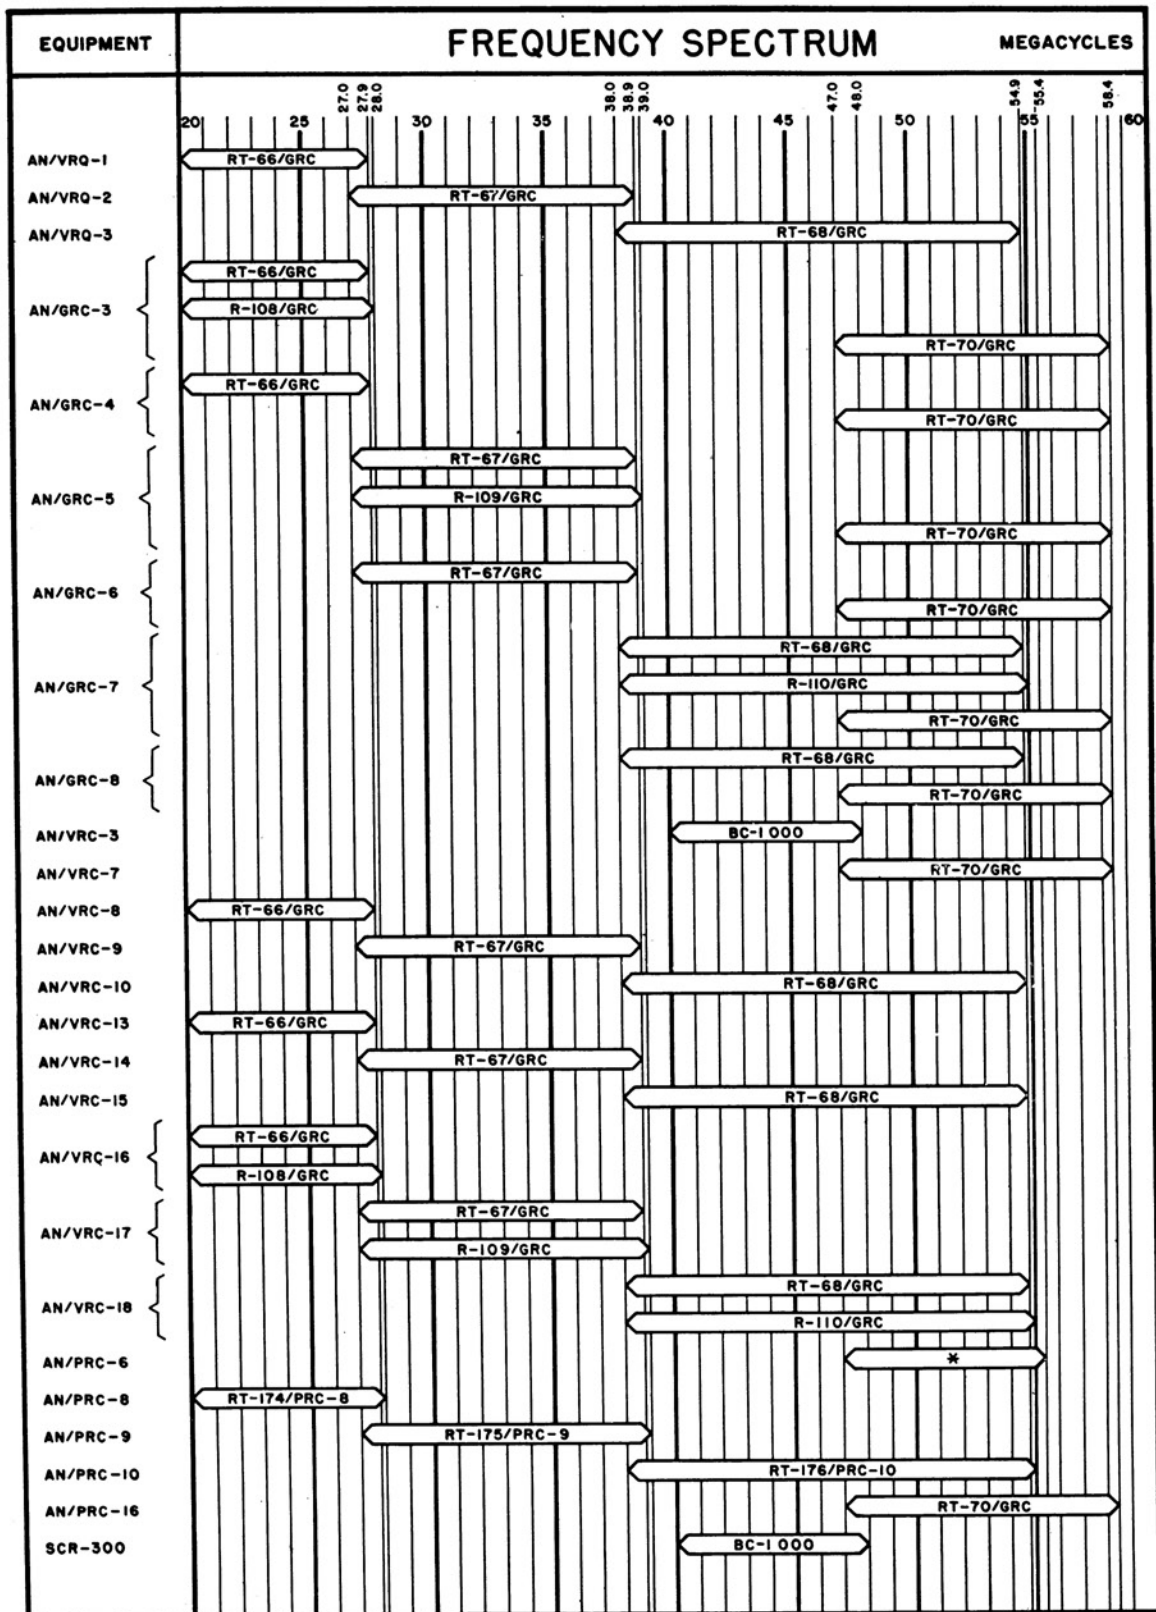 EQUIPMENT FREQUENCY SPECTRUM MEGACYCLES
27.0 27.9 28.0 38.0 38.9 39.0 47.0 48.0 54.9 55.4 58.4
20 25 30 35 40 45 50 55 60
AN/VRQ-1 RT-66/GRC
AN/VRQ-2 RT-67/GRC
AN/VRQ-3 RT-68/GRC
RT-66/GRC
AN/GRC-3 R-108/GRC
RT-70/GRC
RT-66/GRC
AN/GRC-4
RT-70/GRC
RT-67/GRC
AN/GRC-5 R-109/GRC
RT-70/GRC
RT-67/GRC
AN/GRC-6
RT-70/GRC
RT-68/GRC
AN/GRC-7 R-110/GRC
RT-70/GRC
RT-68/GRC
AN/GRC-8
RT-70/GRC
AN/VRC-3 BC-1000
AN/VRC-7 RT-70/GRC
AN/VRC-8 RT-66/GRC
AN/VRC-9 RT-67/GRC
AN/VRC-10 RT-68/GRC
AN/VRC-13 RT-66/GRC
AN/VRC-14 RT-67/GRC
AN/VRC-15 RT-68/GRC
RT-66/GRC
AN/VRC-16
R-108/GRC
RT-67/GRC
AN/VRC-17
R-109/GRC
RT-68/GRC
AN/VRC-18
R-110/GRC
AN/PRC-6 *
AN/PRC-8 RT-174/PRC-8
AN/PRC-9 RT-175/PRC-9
AN/PRC-10 RT-176/PRC-10
AN/PRC-16 RT-70/GRC
SCR-300 BC-1000